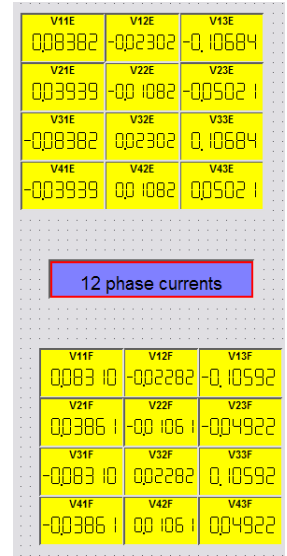 V11E V12E V13E
0,08382 -0,02302 -0,10684
V21E V22E V23E
0,03939 -0,01082 -0,05021
V31E V32E V33E
-0,08382 0,02302 0,10684
V41E V42E V43E
-0,03939 0,01082 0,05021
12 phase currents
V11F V12F V13F
0,08310 -0,02282 -0,10592
V21F V22F V23F
0,03861 -0,01061 -0,04922
V31F V32F V33F
-0,08310 0,02282 0,10592
V41F V42F V43F
-0,03861 0,01061 0,04922